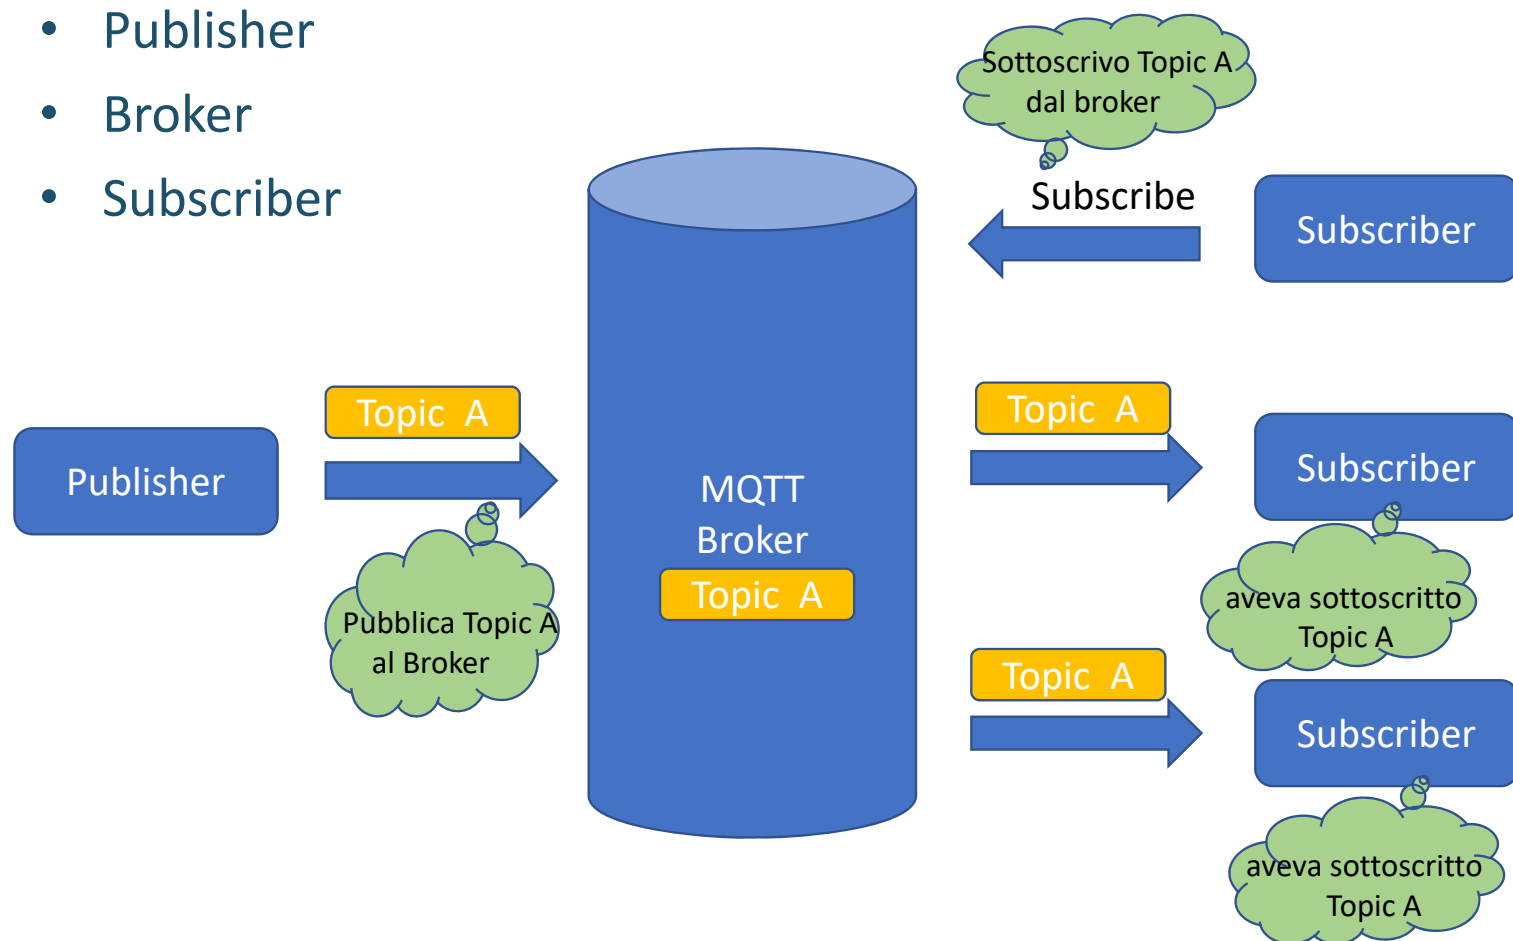 • Publisher
• Broker
• Subscriber
Sottoscrivo Topic A
dal broker
Subscribe
Subscriber
Topic A
Publisher
Pubblica Topic A
al Broker
MQTT
Broker
Topic A
Topic A
Subscriber
aveva sottoscritto
Topic A
Topic A
Subscriber
aveva sottoscritto
Topic A